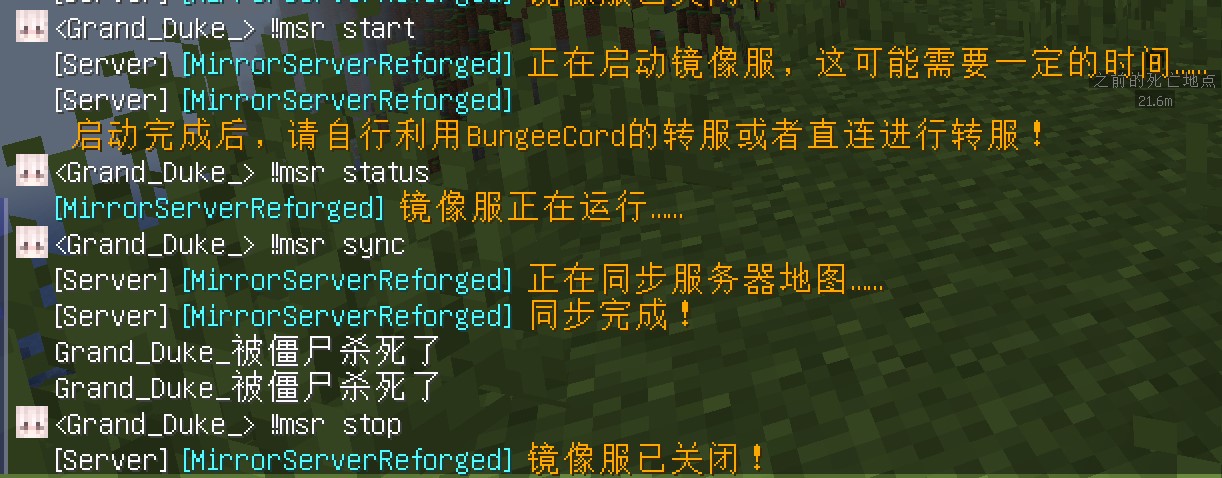 <Grand_Duke_> !!msr start
[Server] [MirrorServerReforged] 正在启动镜像服，这可能需要一定的时间……
之前的死亡地点
21.6m
[Server] [MirrorServerReforged]
启动完成后，请自行利用BungeeCord的转服或者直连进行转服！
<Grand_Duke_> !!msr status
[MirrorServerReforged] 镜像服正在运行……
<Grand_Duke_> !!msr sync
[Server] [MirrorServerReforged] 正在同步服务器地图……
[Server] [MirrorServerReforged] 同步完成！
Grand_Duke_被僵尸杀死了
Grand_Duke_被僵尸杀死了
<Grand_Duke_> !!msr stop
[Server] [MirrorServerReforged] 镜像服已关闭！